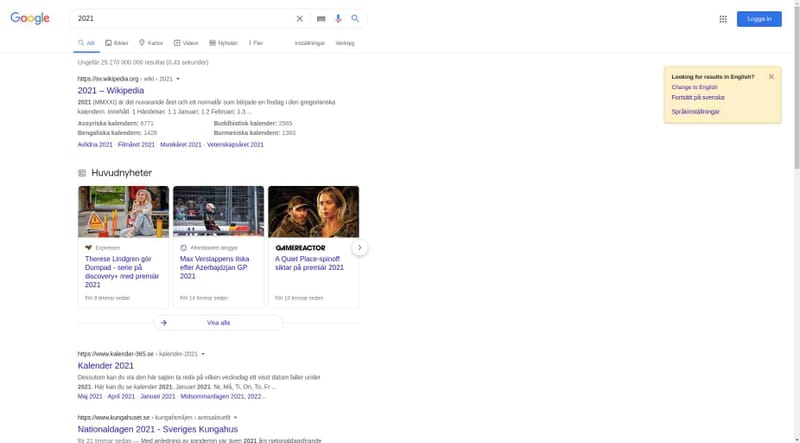 Google
2021
Allt
Bilder
Kartor
Videor
Nyheter
Fler
Inställningar
Verktyg
Logga in
Ungefär 25 270 000 000 resultat (0,43 sekunder)
Looking for results in English?
Change to English
Fortsätt på svenska
Språkinställningar
https://sv.wikipedia.org › wiki › 2021
2021 – Wikipedia
2021 (MMXXI) är det nuvarande året och ett normalår som började en fredag i den gregorianska
kalendern. Innehåll. 1 Händelser. 1.1 Januari; 1.2 Februari; 1.3 ...
Assyriska kalendern: 6771
Buddhistisk kalender: 2565
Bengaliska kalendern: 1428
Burmesiska kalender: 1383
Avlidna 2021 · Filmåret 2021 · Musikåret 2021 · Vetenskapsåret 2021
Huvudnyheter
Expressen
Therese Lindgren gör
Dumpad - serie på
discovery+ med premiär
2021
För 9 timmar sedan
Aftonbladets bloggar
Max Verstappens ilska
efter Azerbajdzjan GP
2021
För 14 timmar sedan
GAMEREACTOR
A Quiet Place-spinoff
siktar på premiär 2021
För 10 timmar sedan
Visa alla
https://www.kalender-365.se › kalender-2021
Kalender 2021
Dessutom kan du via den här sajten ta reda på vilken veckodag ett visst datum faller under
2021. Här kan du se kalender 2021. Januari 2021. Nr, Må, Ti, On, To, Fr ...
Maj 2021 · April 2021 · Januari 2021 · Midsommardagen 2021, 2022...
https://www.kungahuset.se › kungafamiljen › aretsaktuellt
Nationaldagen 2021 - Sveriges Kungahus
för 21 timmar sedan — Med anledning av pandemin var även 2021 års nationaldagsfirande